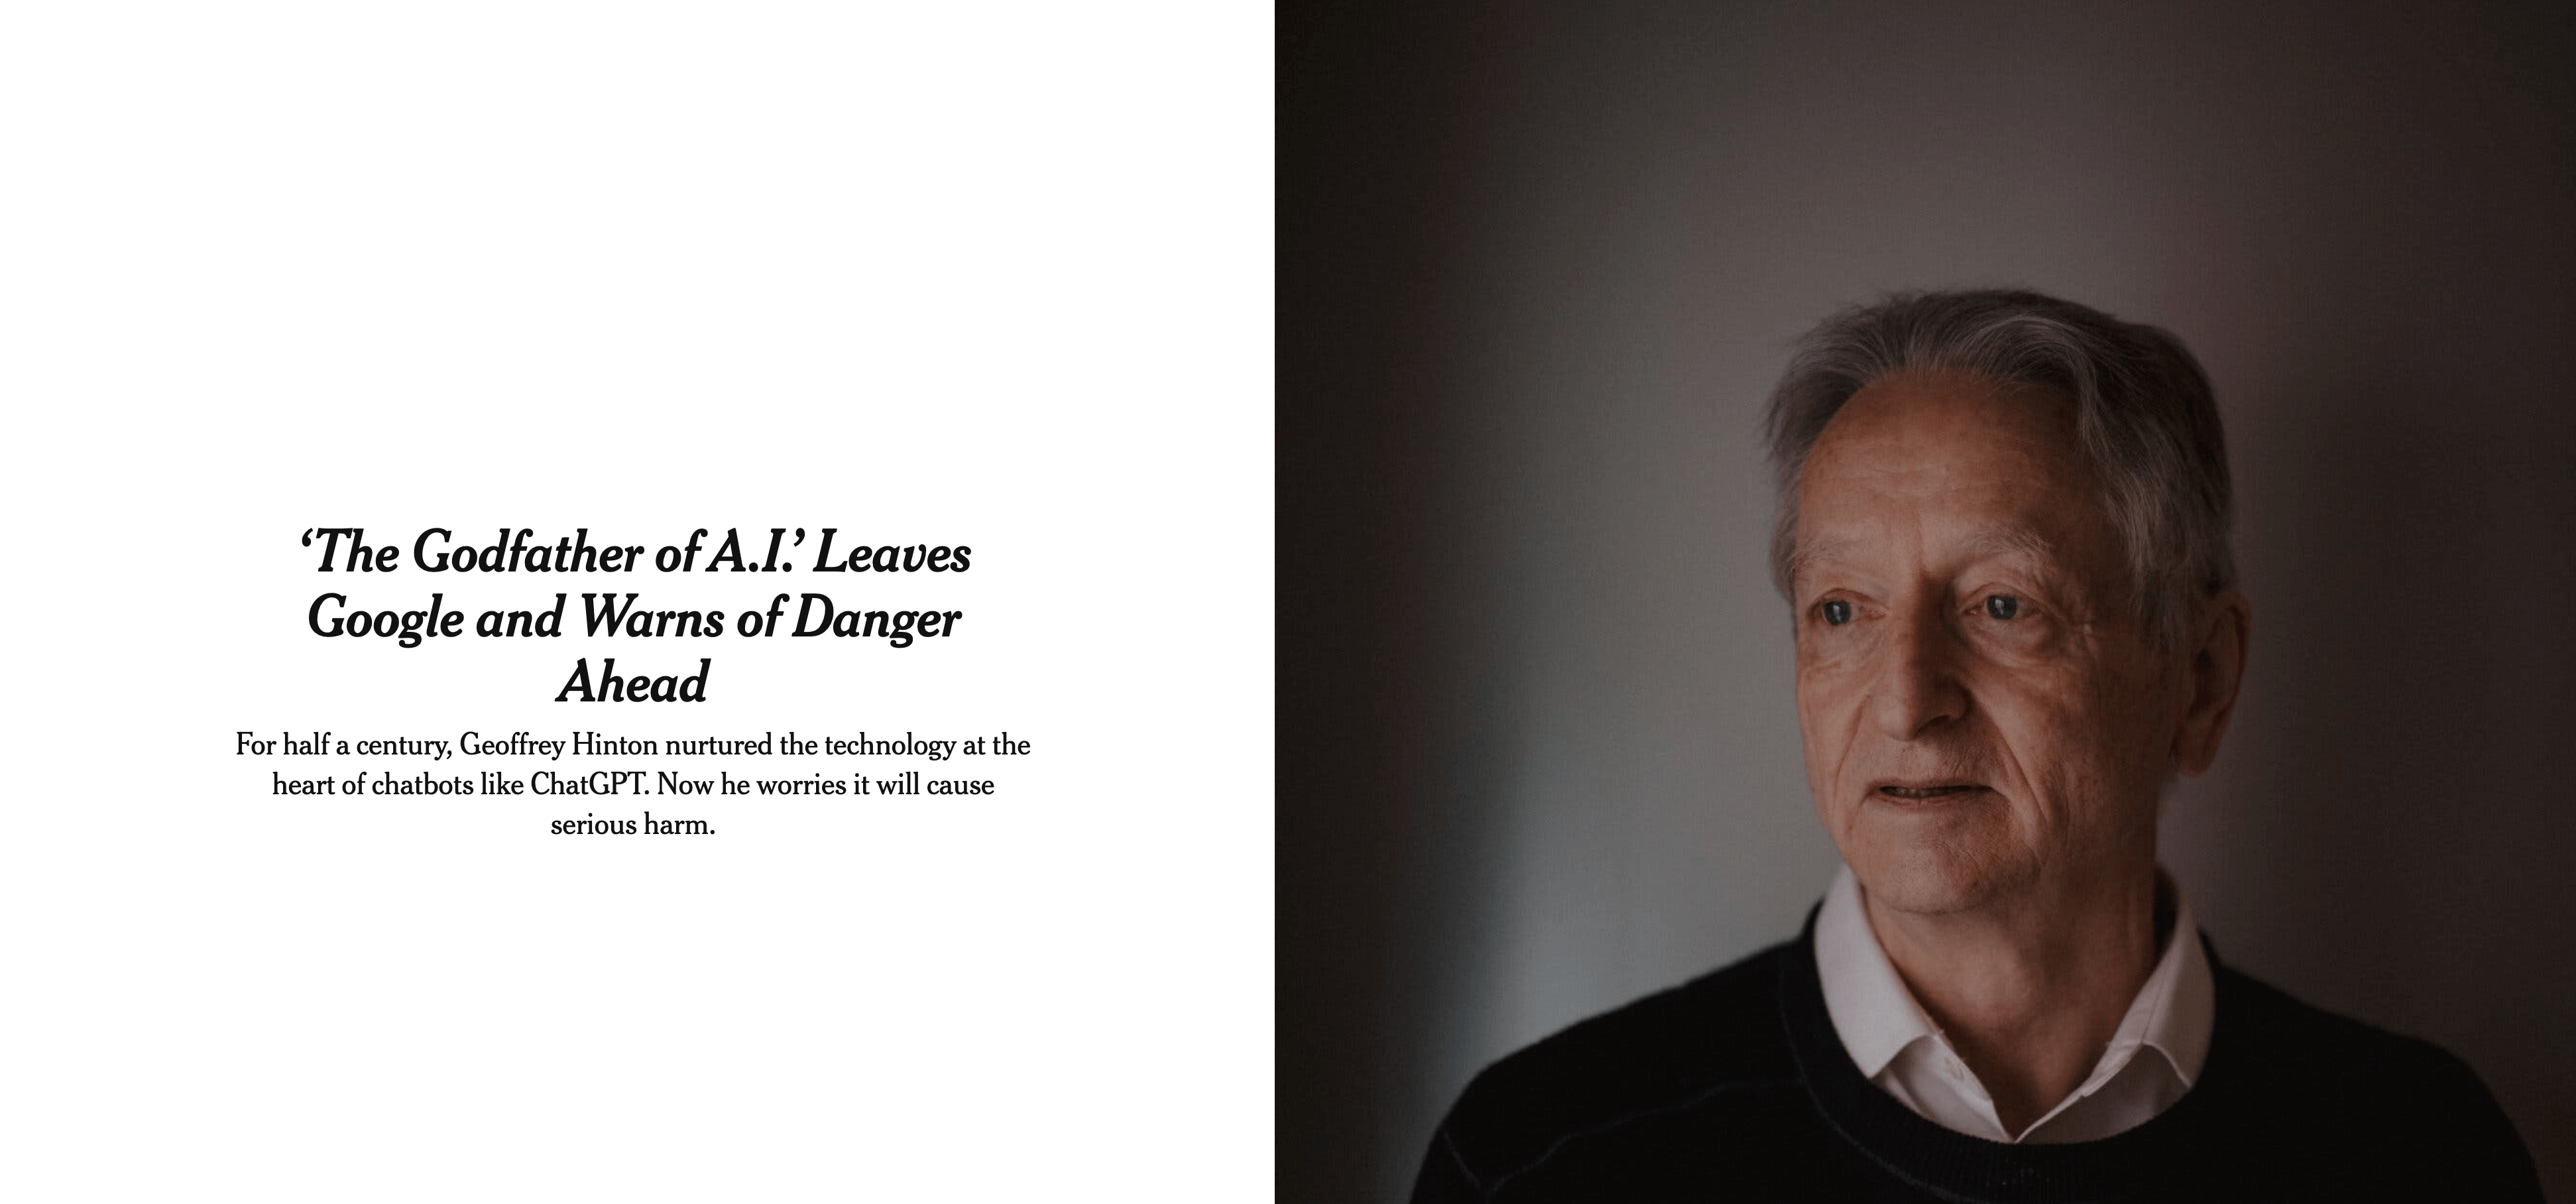 ‘The Godfather of A.I.’ Leaves
Google and Warns of Danger
Ahead
For half a century, Geoffrey Hinton nurtured the technology at the
heart of chatbots like ChatGPT. Now he worries it will cause
serious harm.